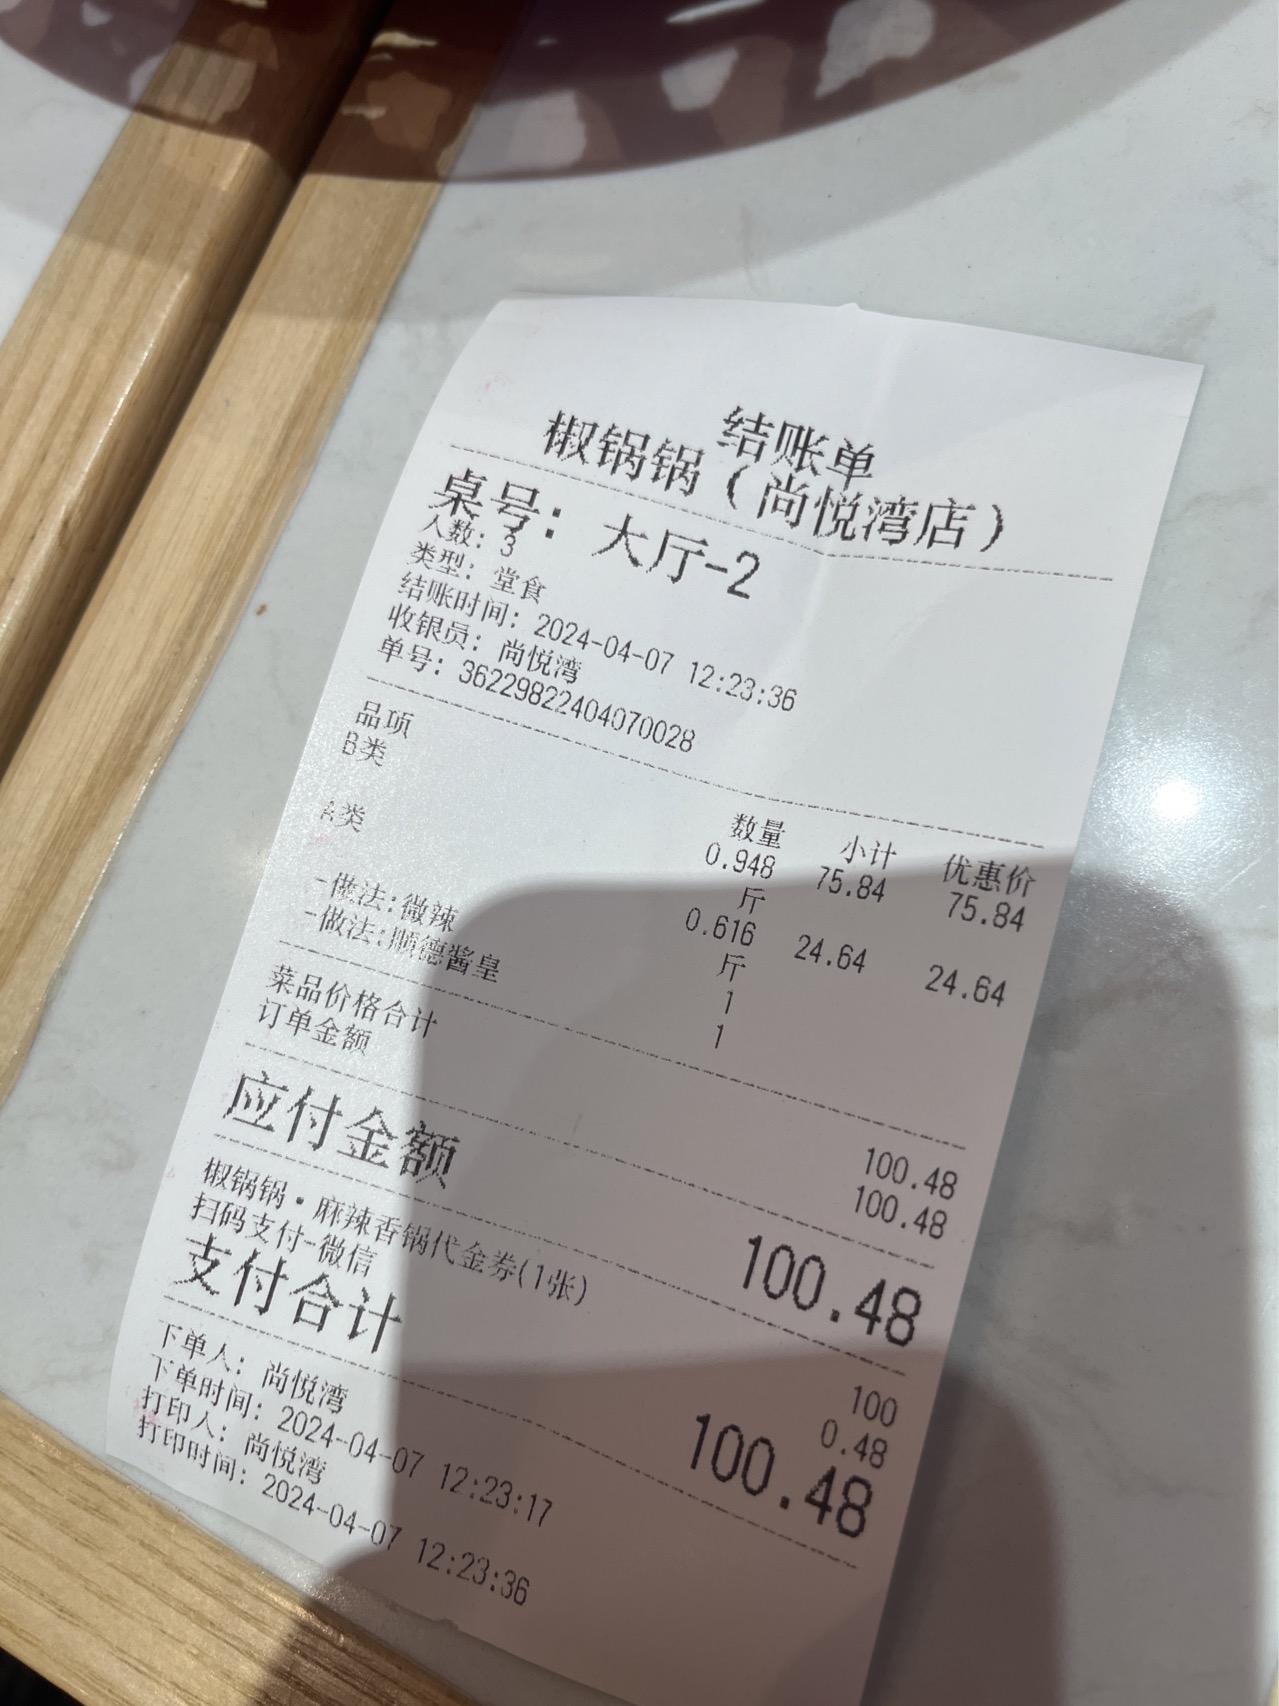 结账单
椒锅锅（尚悦湾店）
桌号：大厅-2
人数：3
类型：堂食
结账时间：2024-04-07 12:23:36
收银员：尚悦湾
单号：36229822404070028
品项 数量 小计 优惠价
B类 0.948斤 75.84 75.84
A类 0.616斤 24.64 24.64
-做法:微辣 1
-做法:顺德酱皇 1
菜品价格合计 100.48
订单金额 100.48
应付金额 100.48
椒锅锅·麻辣香锅代金券(1张) 100
扫码支付-微信 0.48
支付合计 100.48
下单人：尚悦湾
下单时间：2024-04-07 12:23:17
打印人：尚悦湾
打印时间：2024-04-07 12:23:36